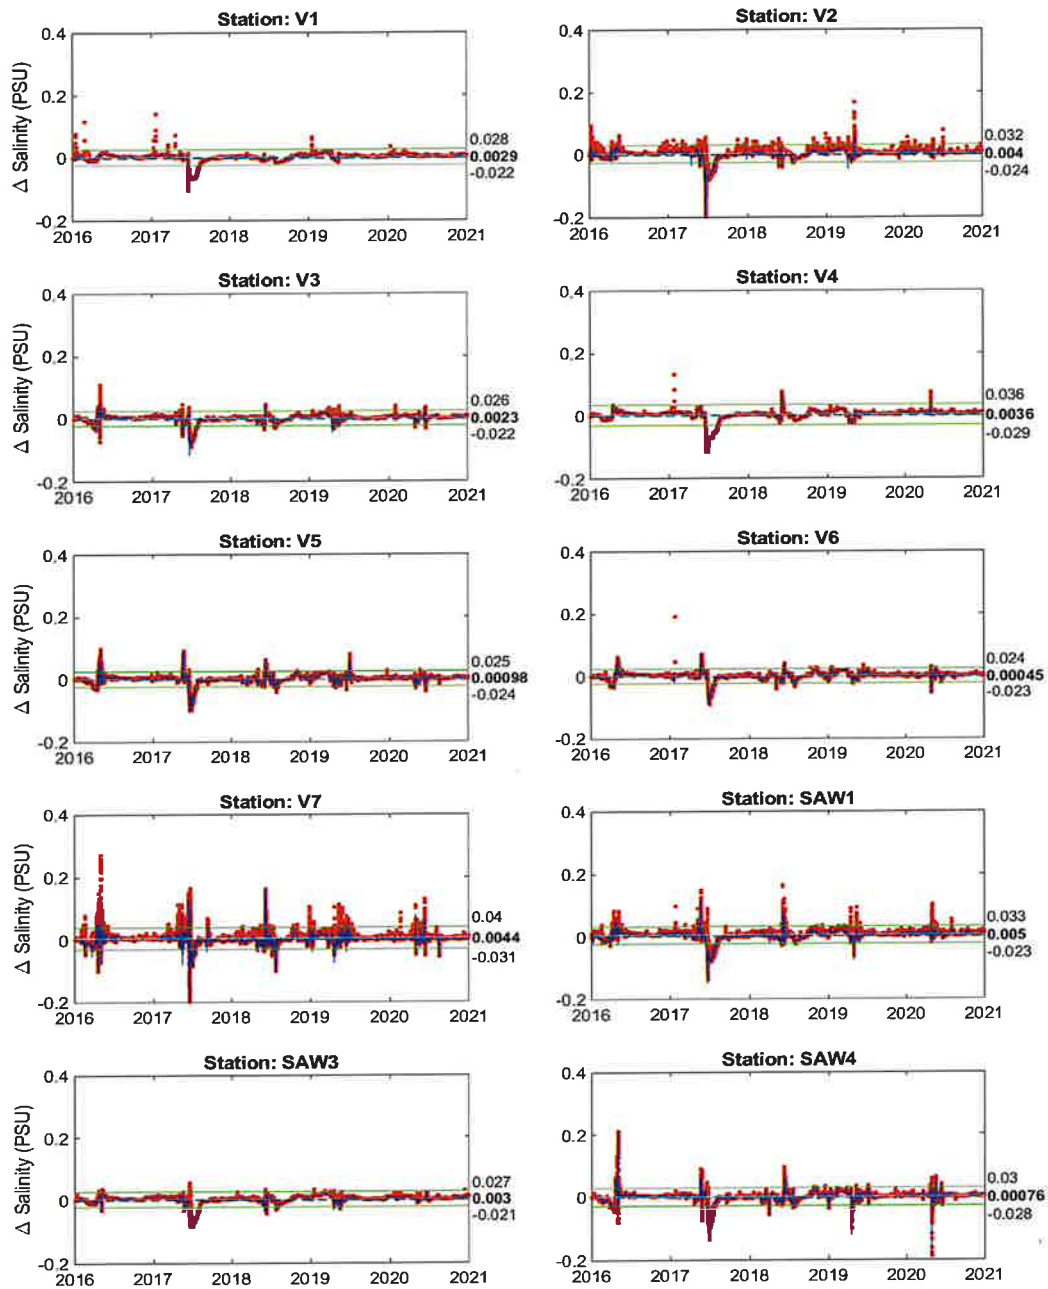 Station: V1
0.4
0.2
0
-0.2
Δ Salinity (PSU)
2016 2017 2018 2019 2020 2021
0.028
0.0029
-0.022
Station: V2
0.4
0.2
0
-0.2
2016 2017 2018 2019 2020 2021
0.032
0.004
-0.024
Station: V3
0.4
0.2
0
-0.2
Δ Salinity (PSU)
2016 2017 2018 2019 2020 2021
0.026
0.0023
-0.022
Station: V4
0.4
0.2
0
-0.2
2016 2017 2018 2019 2020 2021
0.036
0.0036
-0.029
Station: V5
0.4
0.2
0
-0.2
Δ Salinity (PSU)
2016 2017 2018 2019 2020 2021
0.025
0.00098
-0.024
Station: V6
0.4
0.2
0
-0.2
2016 2017 2018 2019 2020 2021
0.024
0.00045
-0.023
Station: V7
0.4
0.2
0
-0.2
Δ Salinity (PSU)
2016 2017 2018 2019 2020 2021
0.04
0.0044
-0.031
Station: SAW1
0.4
0.2
0
-0.2
2016 2017 2018 2019 2020 2021
0.033
0.005
-0.023
Station: SAW3
0.4
0.2
0
-0.2
Δ Salinity (PSU)
2016 2017 2018 2019 2020 2021
0.027
0.003
-0.021
Station: SAW4
0.4
0.2
0
-0.2
2016 2017 2018 2019 2020 2021
0.03
0.00076
-0.028